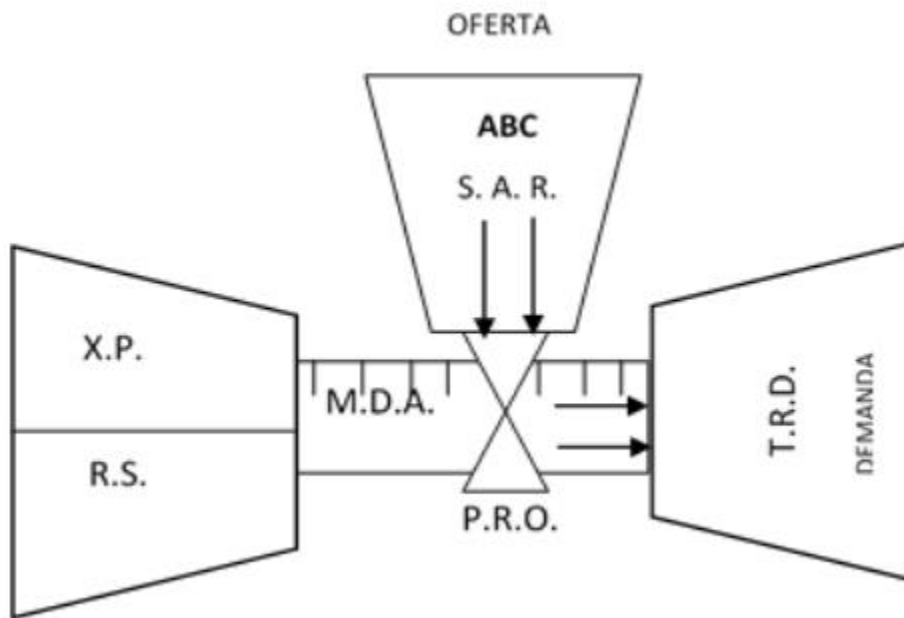 OFERTA
ABC
S. A. R.
X.P.
M.D.A.
R.S.
P.R.O.
T.R.D.
DEMANDA